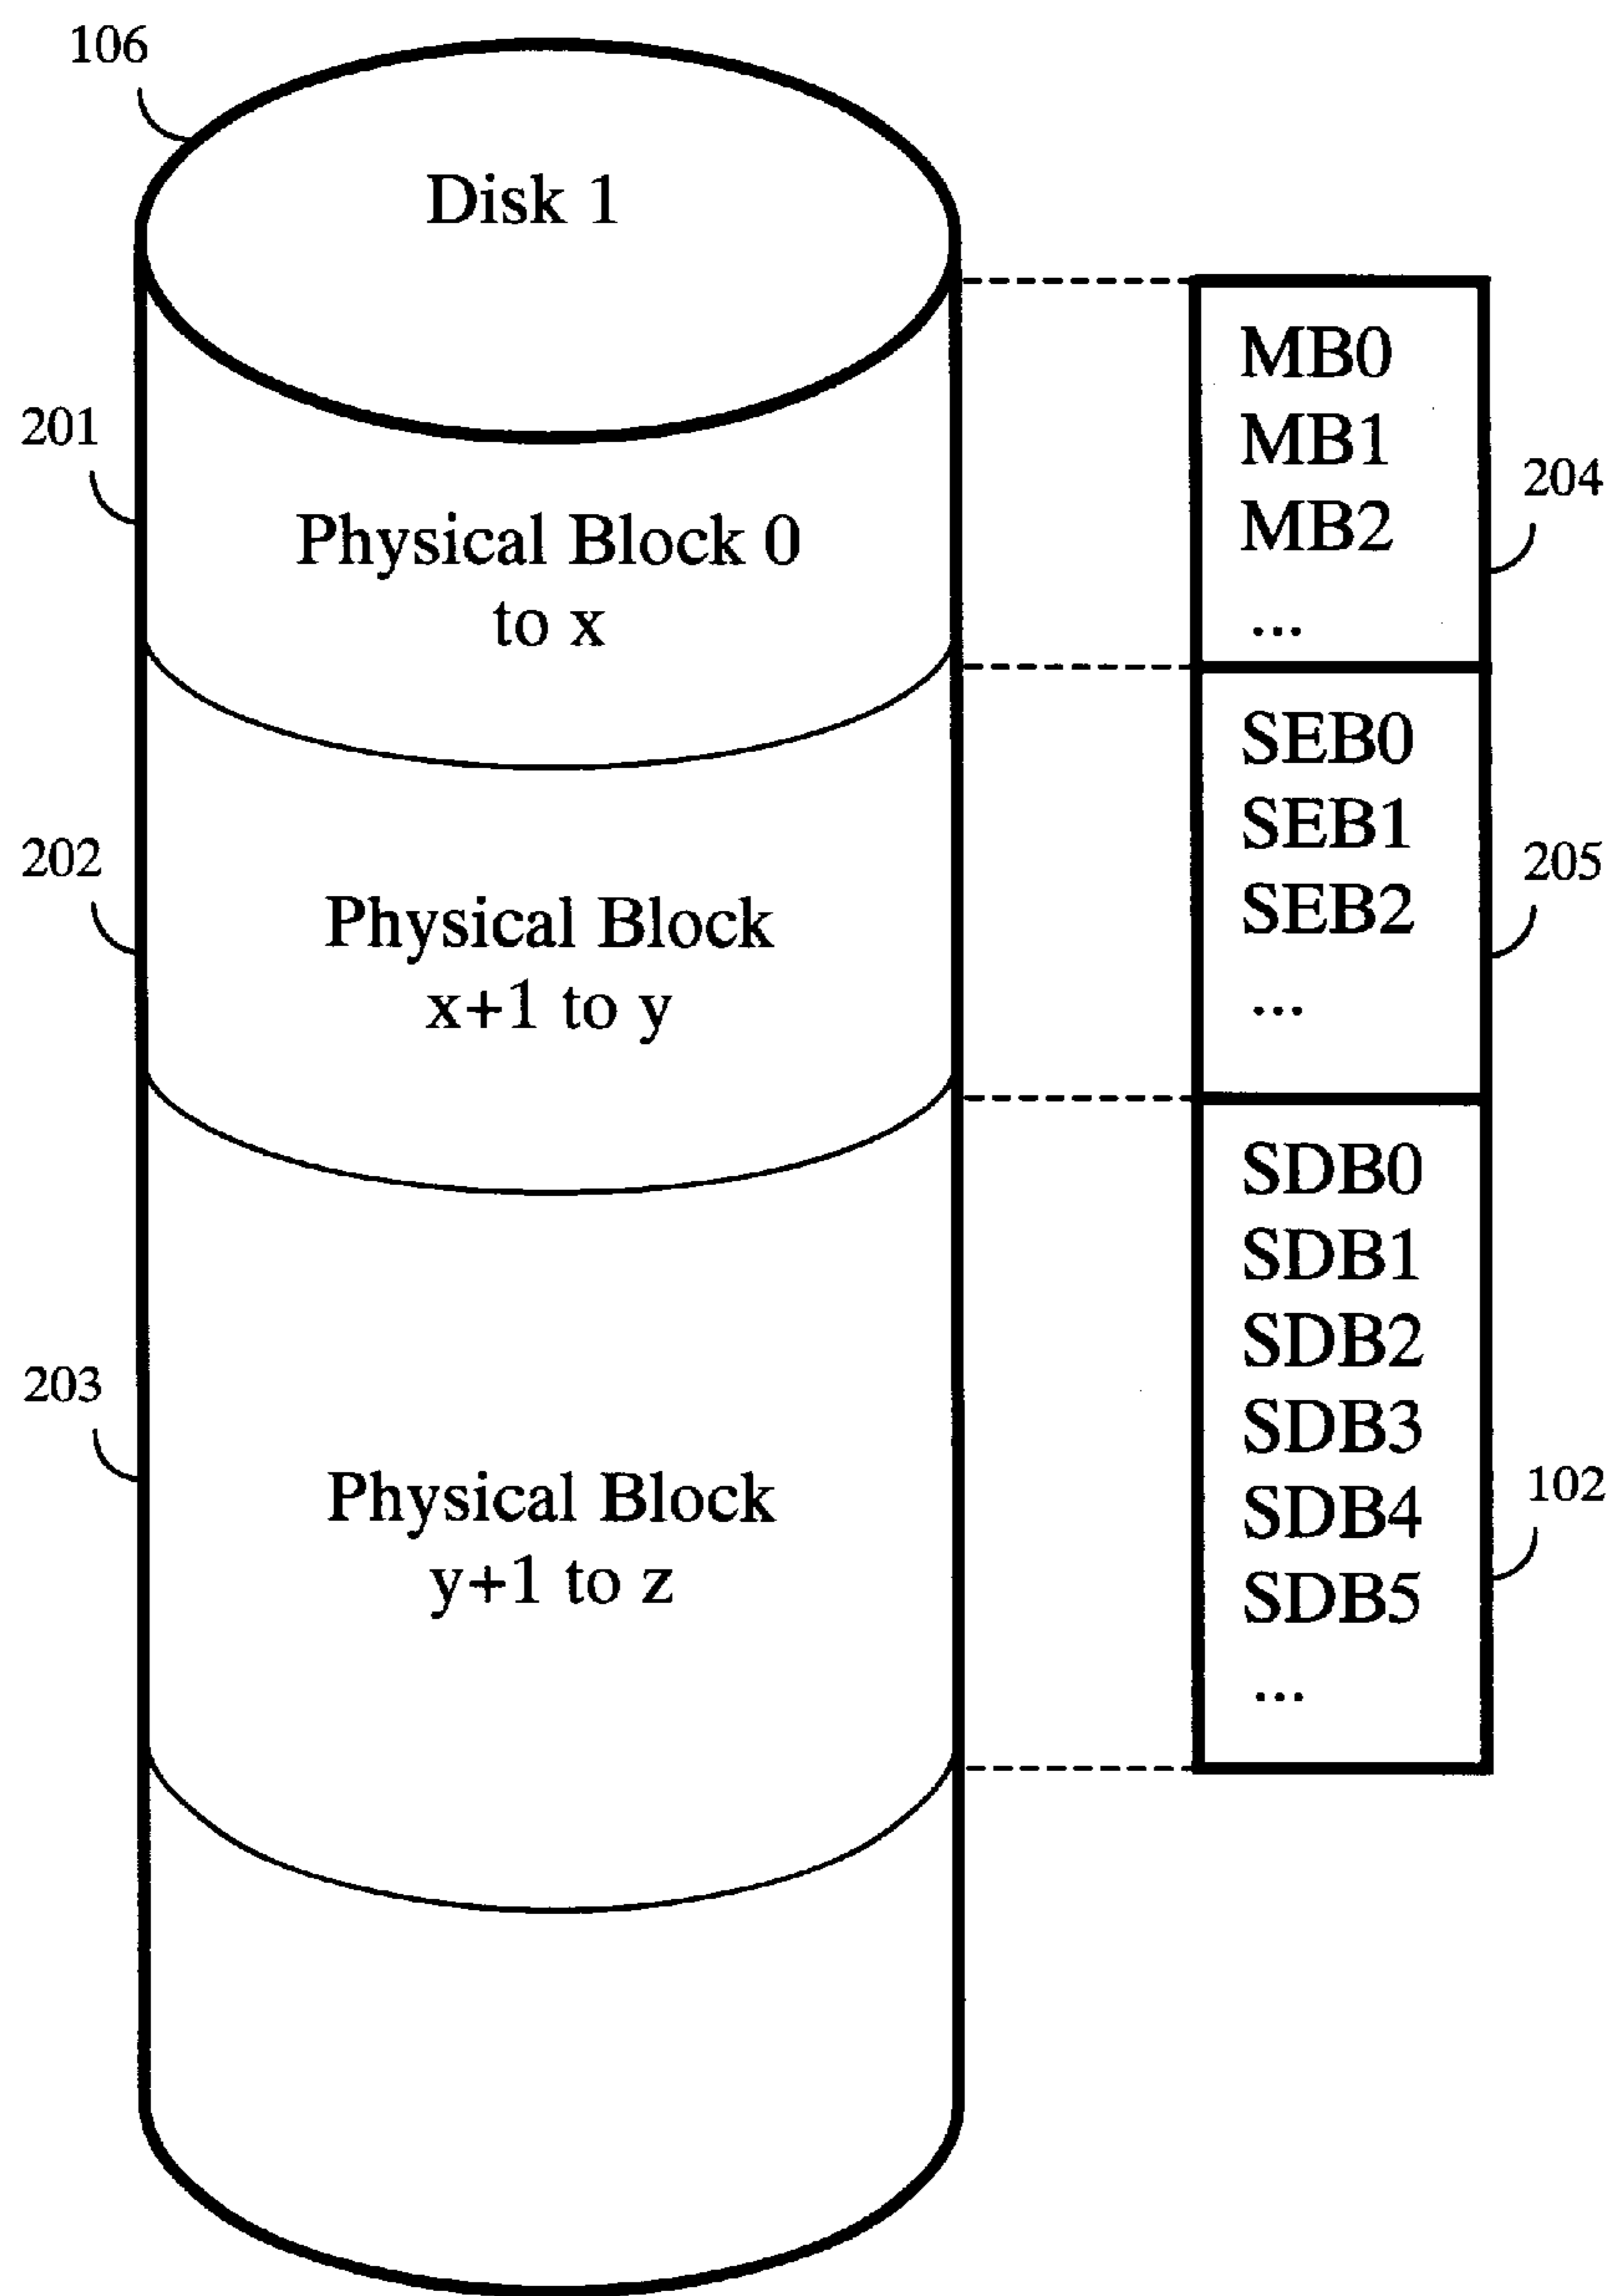 106
Disk 1
201
Physical Block 0
to x
202
Physical Block
x+1 to y
203
Physical Block
y+1 to z
MB0
MB1
MB2
...
204
SEB0
SEB1
SEB2
...
205
SDB0
SDB1
SDB2
SDB3
SDB4
SDB5
...
102